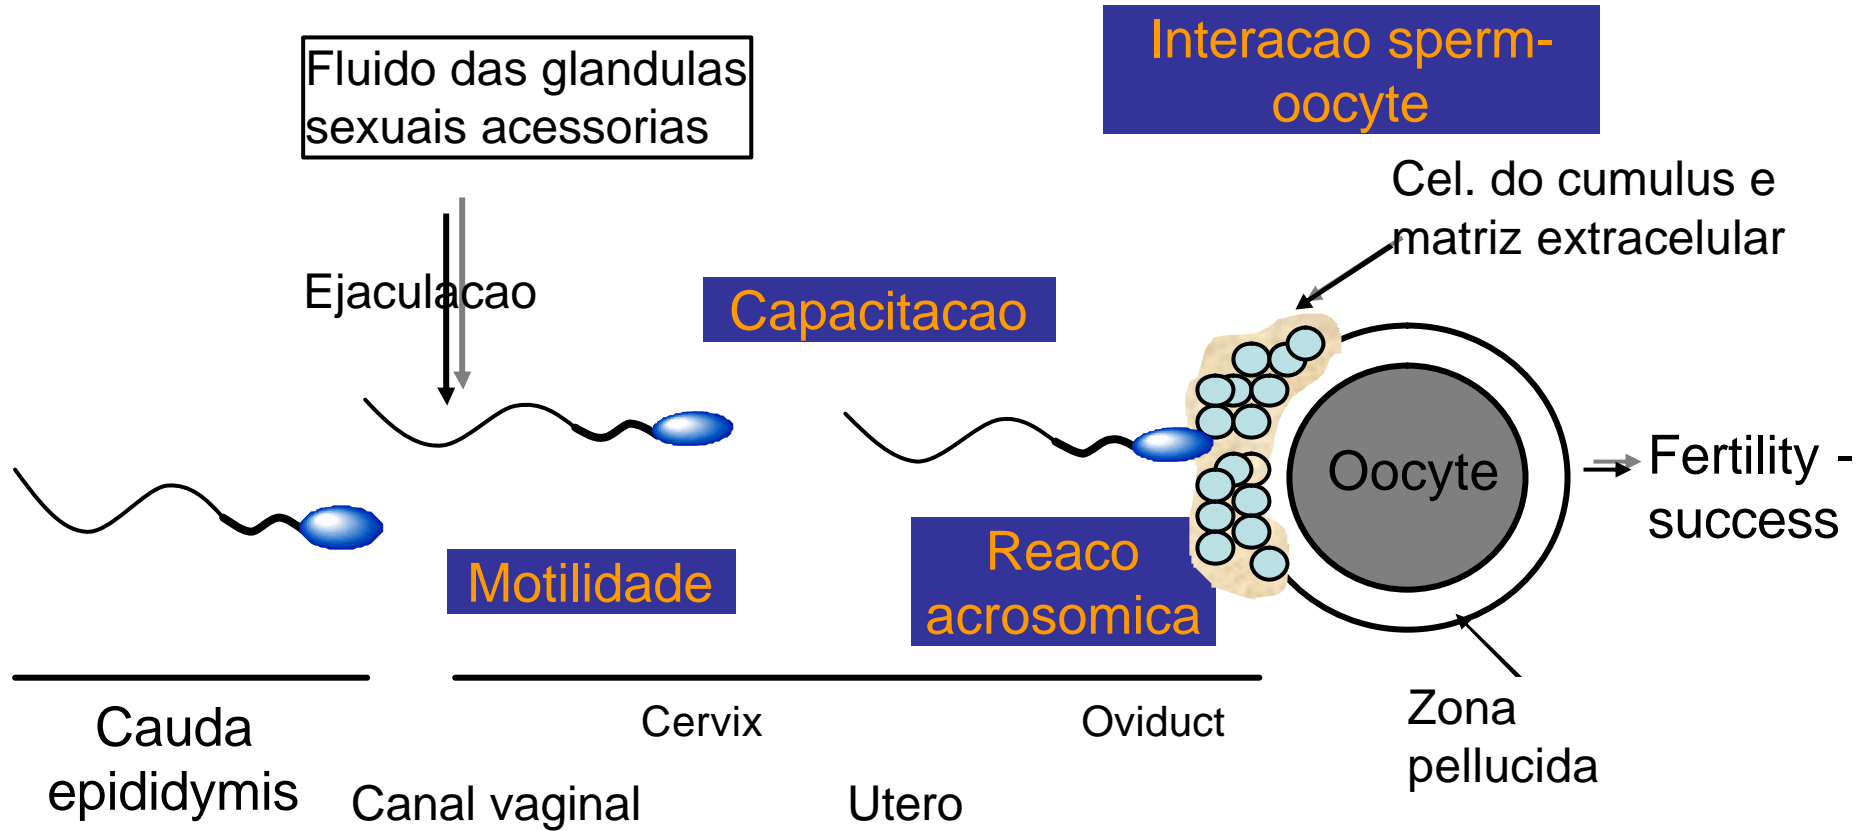 Fluido das glandulas
sexuais acessorias
Interacao sperm-
oocyte
Cel. do cumulus e
matriz extracelular
Ejaculacao
Capacitacao
Oocyte
Fertility -
success
Motilidade
Reaco
acrosomica
Cauda
epididymis
Cervix
Oviduct
Zona
pellucida
Canal vaginal
Utero